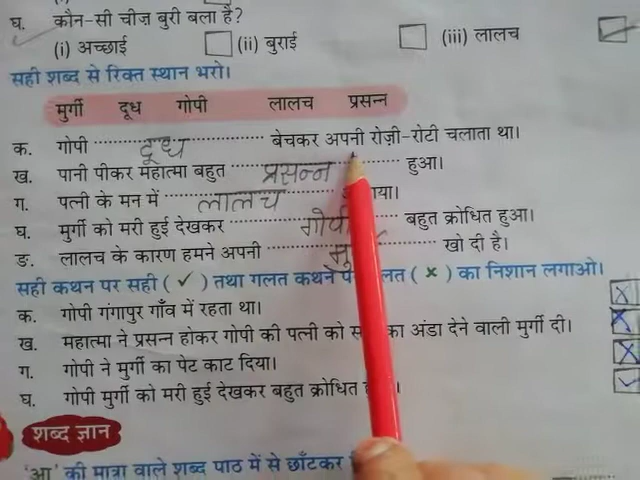 घ. कौन-सी चीज़ बुरी बला है?
(i) अच्छाई (ii) बुराई (iii) लालच
सही शब्द से रिक्त स्थान भरो।
मुर्गी दूध गोपी लालच प्रसन्न
क. गोपी दूध बेचकर अपनी रोज़ी-रोटी चलाता था।
ख. पानी पीकर महात्मा बहुत प्रसन्न हुआ।
ग. पत्नी के मन में लालच गया।
घ. मुर्गी को मरी हुई देखकर गोपी बहुत क्रोधित हुआ।
ङ. लालच के कारण हमने अपनी खो दी है।
सही कथन पर सही ( ✓ ) तथा गलत कथन ( × ) का निशान लगाओ।
क. गोपी गंगापुर गाँव में रहता था।
ख. महात्मा ने प्रसन्न होकर गोपी की पत्नी को का अंडा देने वाली मुर्गी दी।
ग. गोपी ने मुर्गी का पेट काट दिया।
घ. गोपी मुर्गी को मरी हुई देखकर बहुत क्रोधित
शब्द ज्ञान
'आ' की मात्रा वाले शब्द पाठ में से छाँटकर